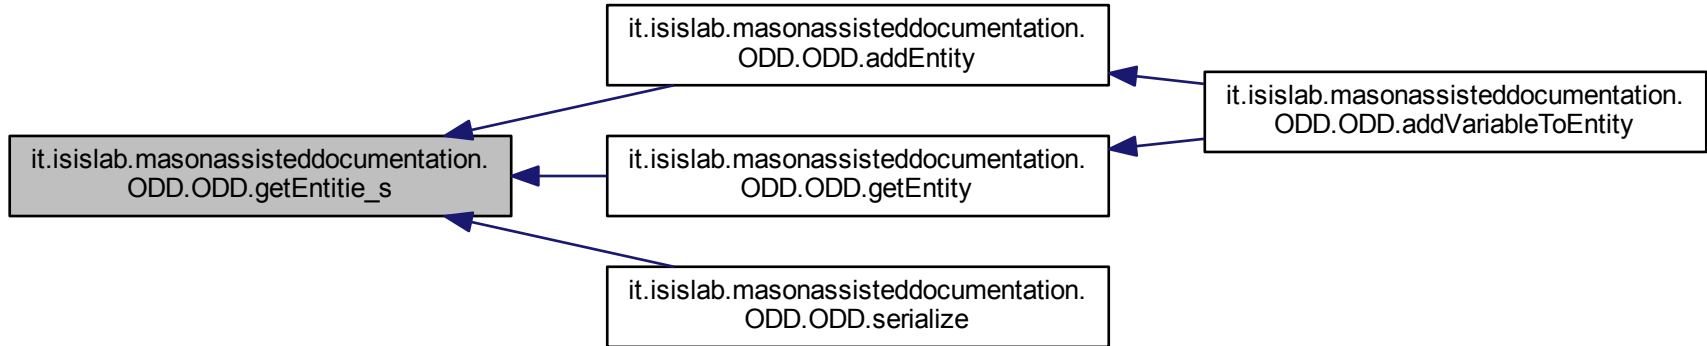 it.isislab.masonassisteddocumentation.
ODD.ODD.getEntitie_s
it.isislab.masonassisteddocumentation.
ODD.ODD.addEntity
it.isislab.masonassisteddocumentation.
ODD.ODD.getEntity
it.isislab.masonassisteddocumentation.
ODD.ODD.serialize
it.isislab.masonassisteddocumentation.
ODD.ODD.addVariableToEntity